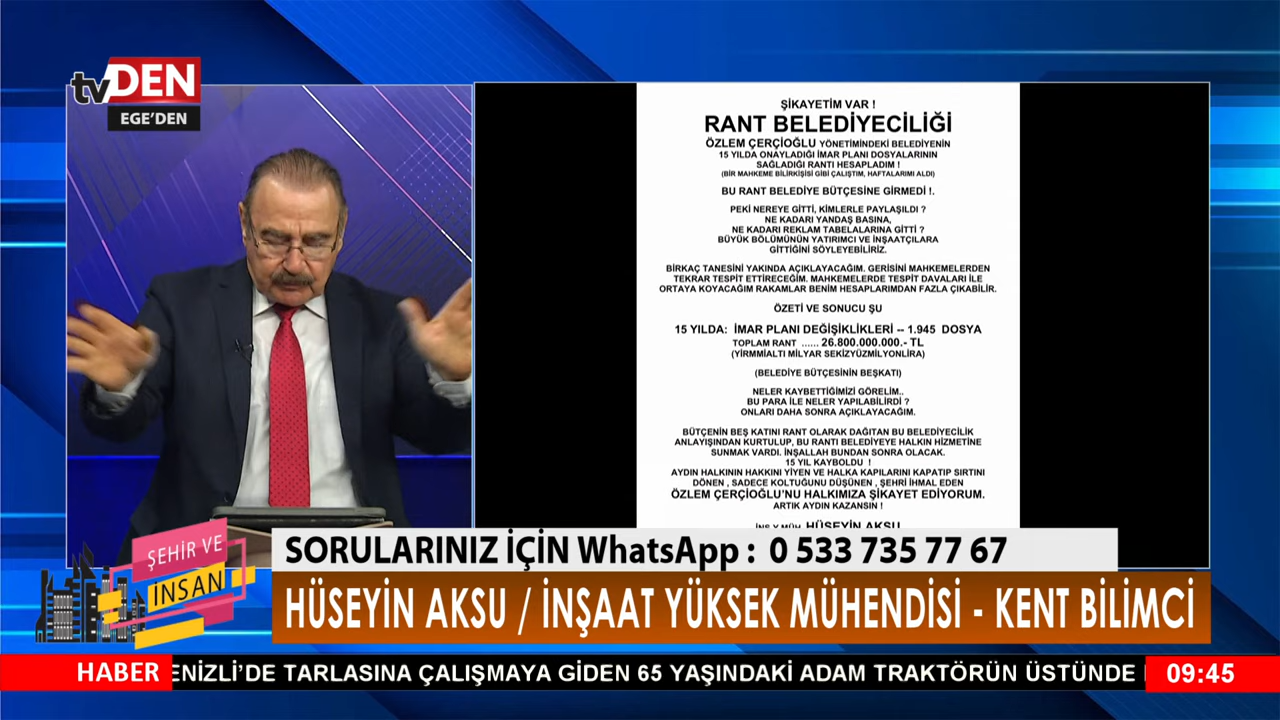 tvDEN
EGE'DEN
ŞİKAYETİM VAR !
RANT BELEDİYECİLİĞİ
ÖZLEM ÇERÇİOĞLU YÖNETİMİNDEKİ BELEDİYENİN
15 YILDA ONAYLADIĞI İMAR PLANI DOSYALARININ
SAĞLADIĞI RANTI HESAPLADIM !
(BİR MAHKEME BİLİRKİŞİSİ GİBİ ÇALIŞTIM, HAFTALARIMI ALDI)
BU RANT BELEDİYE BÜTÇESİNE GİRMEDİ !.
PEKİ NEREYE GİTTİ, KİMLERLE PAYLAŞILDI ?
NE KADARI YANDAŞ BASINA,
NE KADARI REKLAM TABELALARINA GİTTİ ?
BÜYÜK BÖLÜMÜNÜN YATIRIMCI VE İNŞAATÇILARA
GİTTİĞİNİ SÖYLEYEBİLİRİZ.
BİRKAÇ TANESİNİ YAKINDA AÇIKLAYACAĞIM. GERİSİNİ MAHKEMELERDEN
TEKRAR TESPİT ETTİRECEĞİM. MAHKEMELERDE TESPİT DAVALARI İLE
ORTAYA KOYACAĞIM RAKAMLAR BENİM HESAPLARIMDAN FAZLA ÇIKABİLİR.
ÖZETİ VE SONUCU ŞU
15 YILDA: İMAR PLANI DEĞİŞİKLİKLERİ -- 1.945 DOSYA
TOPLAM RANT ...... 26.800.000.000.- TL
(YİRMMİALTI MİLYAR SEKİZYÜZMİLYONLİRA)
(BELEDİYE BÜTÇESİNİN BEŞKATI)
NELER KAYBETTİĞİMİZİ GÖRELİM..
BU PARA İLE NELER YAPILABİLİRDİ ?
ONLARI DAHA SONRA AÇIKLAYACAĞIM.
BÜTÇENİN BEŞ KATINI RANT OLARAK DAĞITAN BU BELEDİYECİLİK
ANLAYIŞINDAN KURTULUP, BU RANTI BELEDİYEYE HALKIN HİZMETİNE
SUNMAK VARDI. İNŞALLAH BUNDAN SONRA OLACAK.
15 YIL KAYBOLDU !
AYDIN HALKININ HAKKINI YİYEN VE HALKA KAPILARINI KAPATIP SIRTINI
DÖNEN , SADECE KOLTUĞUNU DÜŞÜNEN , ŞEHRİ İHMAL EDEN
ÖZLEM ÇERÇİOĞLU'NU HALKIMIZA ŞİKAYET EDİYORUM.
ARTIK AYDIN KAZANSIN !
İNŞ.Y.MÜH. HÜSEYİN AKSU
ŞEHİR VE
İNSAN
SORULARINIZ İÇİN WhatsApp : 0 533 735 77 67
HÜSEYİN AKSU / İNŞAAT YÜKSEK MÜHENDİSİ - KENT BİLİMCİ
HABER ENİZLİ'DE TARLASINA ÇALIŞMAYA GİDEN 65 YAŞINDAKİ ADAM TRAKTÖRÜN ÜSTÜNDE 09:45